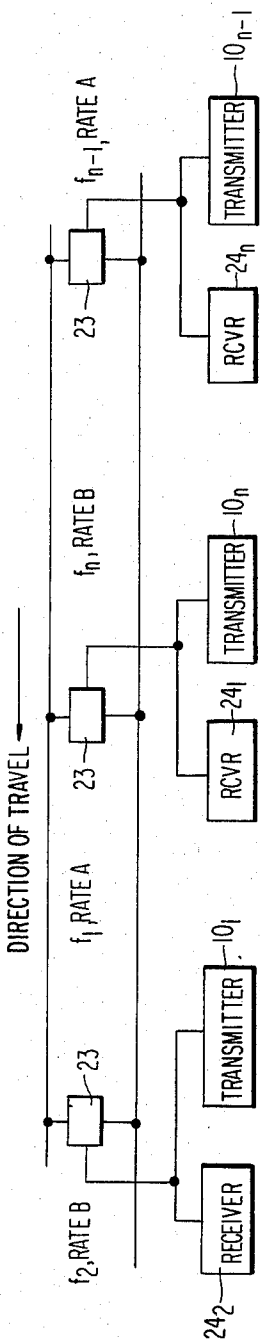 DIRECTION OF TRAVEL
f2, RATE B
23
f1, RATE A
23
fn, RATE B
23
fn-1, RATE A
242
RECEIVER
TRANSMITTER
101
RCVR
241
TRANSMITTER
10n
RCVR
24n
TRANSMITTER
10n-1